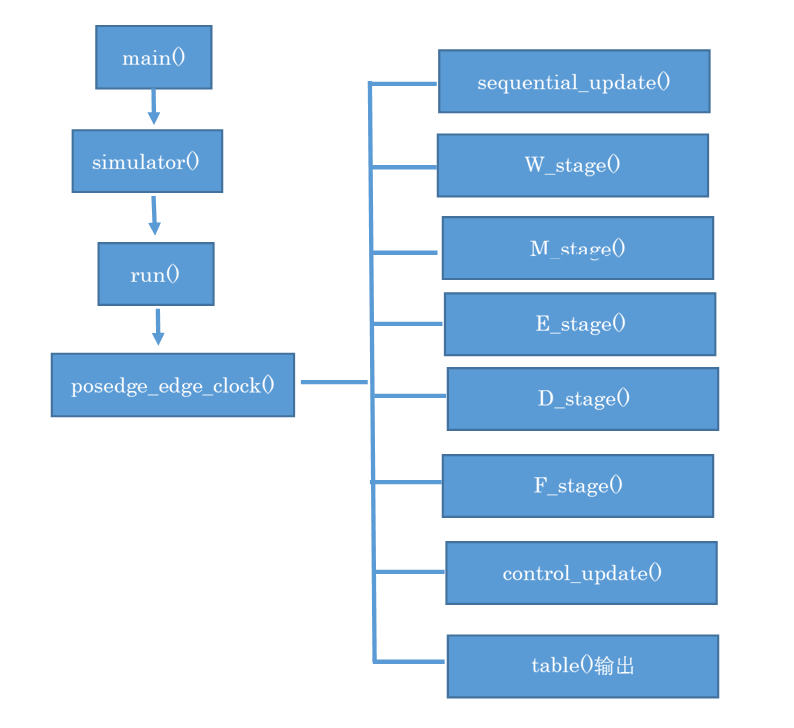 main()
simulator()
run()
posedge_edge_clock()
sequential_update()
W_stage()
M_stage()
E_stage()
D_stage()
F_stage()
control_update()
table()输出